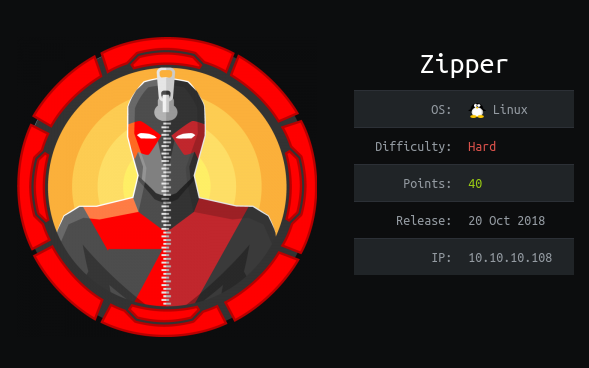 Zipper
OS: Linux
Difficulty: Hard
Points: 40
Release: 20 Oct 2018
IP: 10.10.10.108